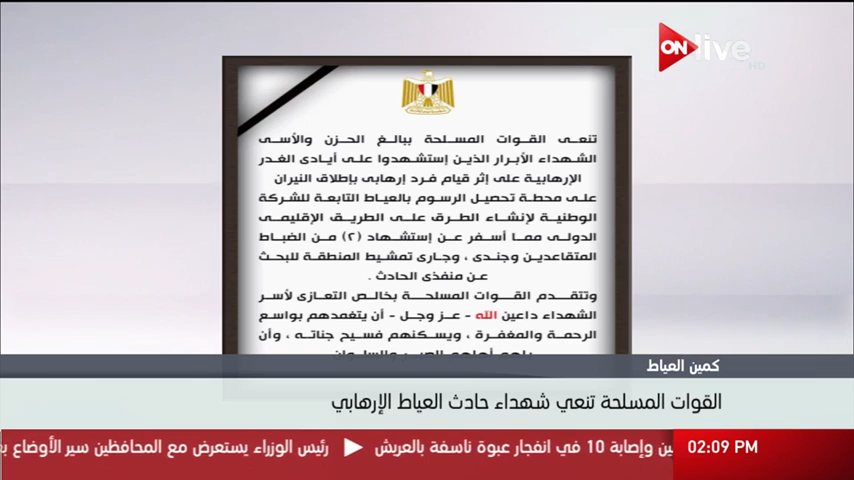 ON live
HD
تنعى القوات المسلحة ببالغ الحزن والأسى
الشهداء الأبرار الذين إستشهدوا على أيادى الغدر
الإرهابية على إثر قيام فرد إرهابى بإطلاق النيران
على محطة تحصيل الرسوم بالعياط التابعة للشركة
الوطنية لإنشاء الطرق على الطريق الإقليمى
الدولى مما أسفر عن إستشهاد (٢) من الضباط
المتقاعدين وجندى ، وجارى تمشيط المنطقة للبحث
عن منفذى الحادث .
وتتقدم القوات المسلحة بخالص التعازى لأسر
الشهداء داعين الله - عز وجل - أن يتغمدهم بواسع
الرحمة والمغفرة ، ويسكنهم فسيح جناته ، وأن
كمين العياط
القوات المسلحة تنعي شهداء حادث العياط الإرهابي
ين وإصابة 10 في انفجار عبوة ناسفة بالعريش ◀ رئيس الوزراء يستعرض مع المحافظين سير الأوضاع
02:09 PM